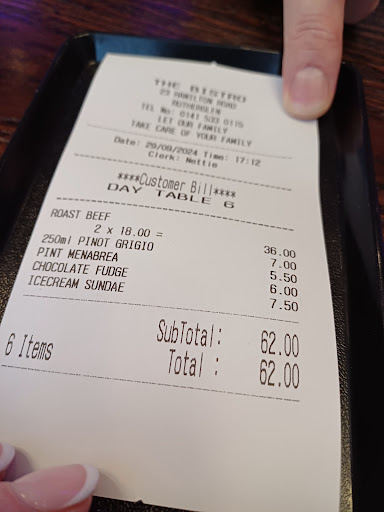 THE BISTRO
23 HAMILTON ROAD
RUTHERGLEN
TEL No: 0141 533 0115
LET OUR FAMILY
TAKE CARE OF YOUR FAMILY
Date: 29/09/2024 Time: 17:12
Clerk: Nettie
****Customer Bill****
DAY TABLE 6
ROAST BEEF
2 x 18.00 = 36.00
250ml PINOT GRIGIO 7.00
PINT MENABREA 5.50
CHOCOLATE FUDGE 6.00
ICECREAM SUNDAE 7.50
SubTotal: 62.00
6 Items Total : 62.00